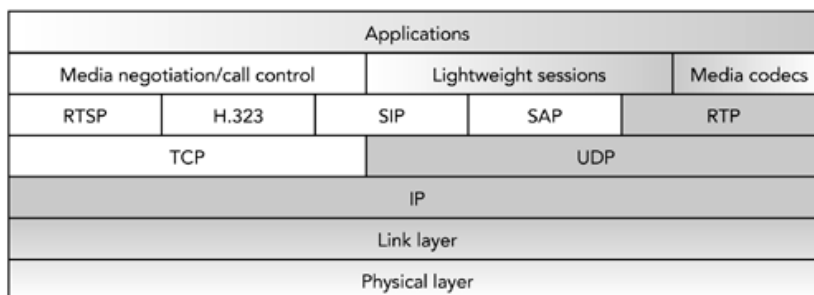 Applications
Media negotiation/call control Lightweight sessions Media codecs
RTSP H.323 SIP SAP RTP
TCP UDP
IP
Link layer
Physical layer